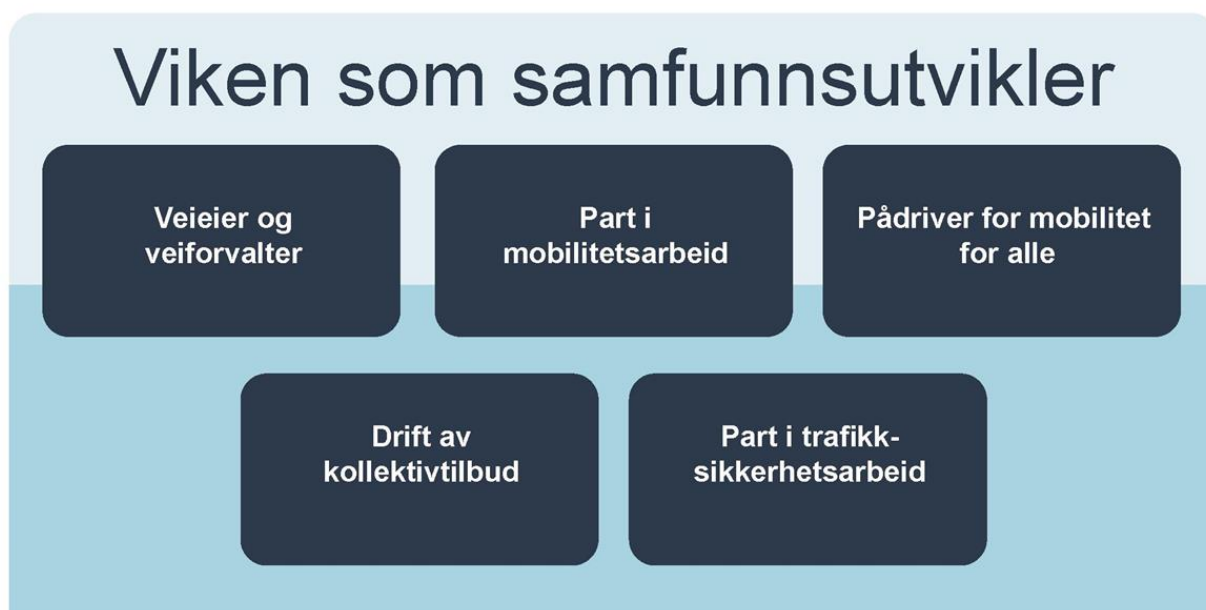 Viken som samfunnsutvikler
Veieier og
veiforvalter
Part i
mobilitetsarbeid
Pådriver for mobilitet
for alle
Drift av
kollektivtilbud
Part i trafikk-
sikkerhetsarbeid